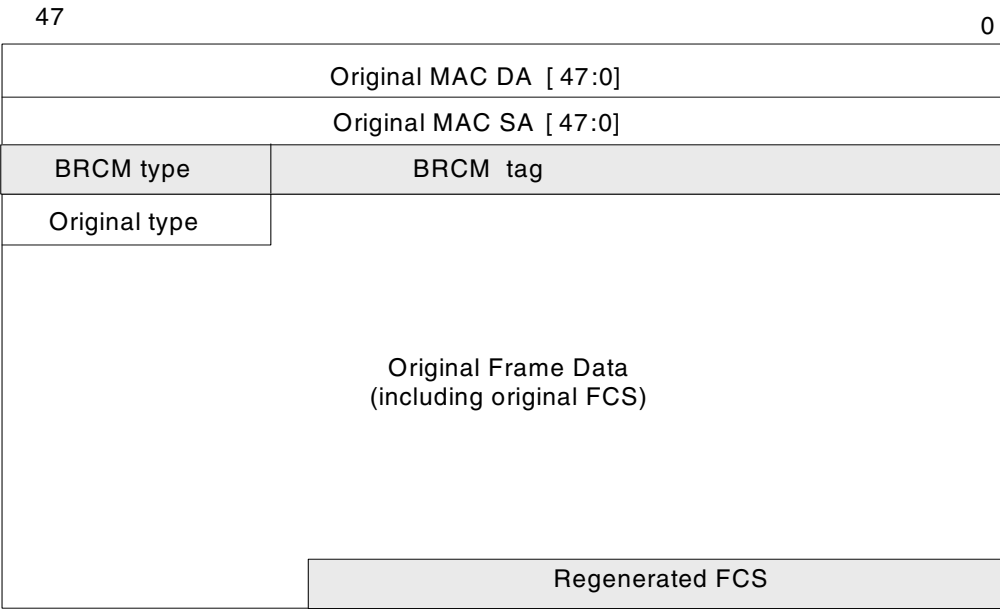 47 0
Original MAC DA [ 47:0]
Original MAC SA [ 47:0]
BRCM type BRCM tag
Original type
Original Frame Data
(including original FCS)
Regenerated FCS